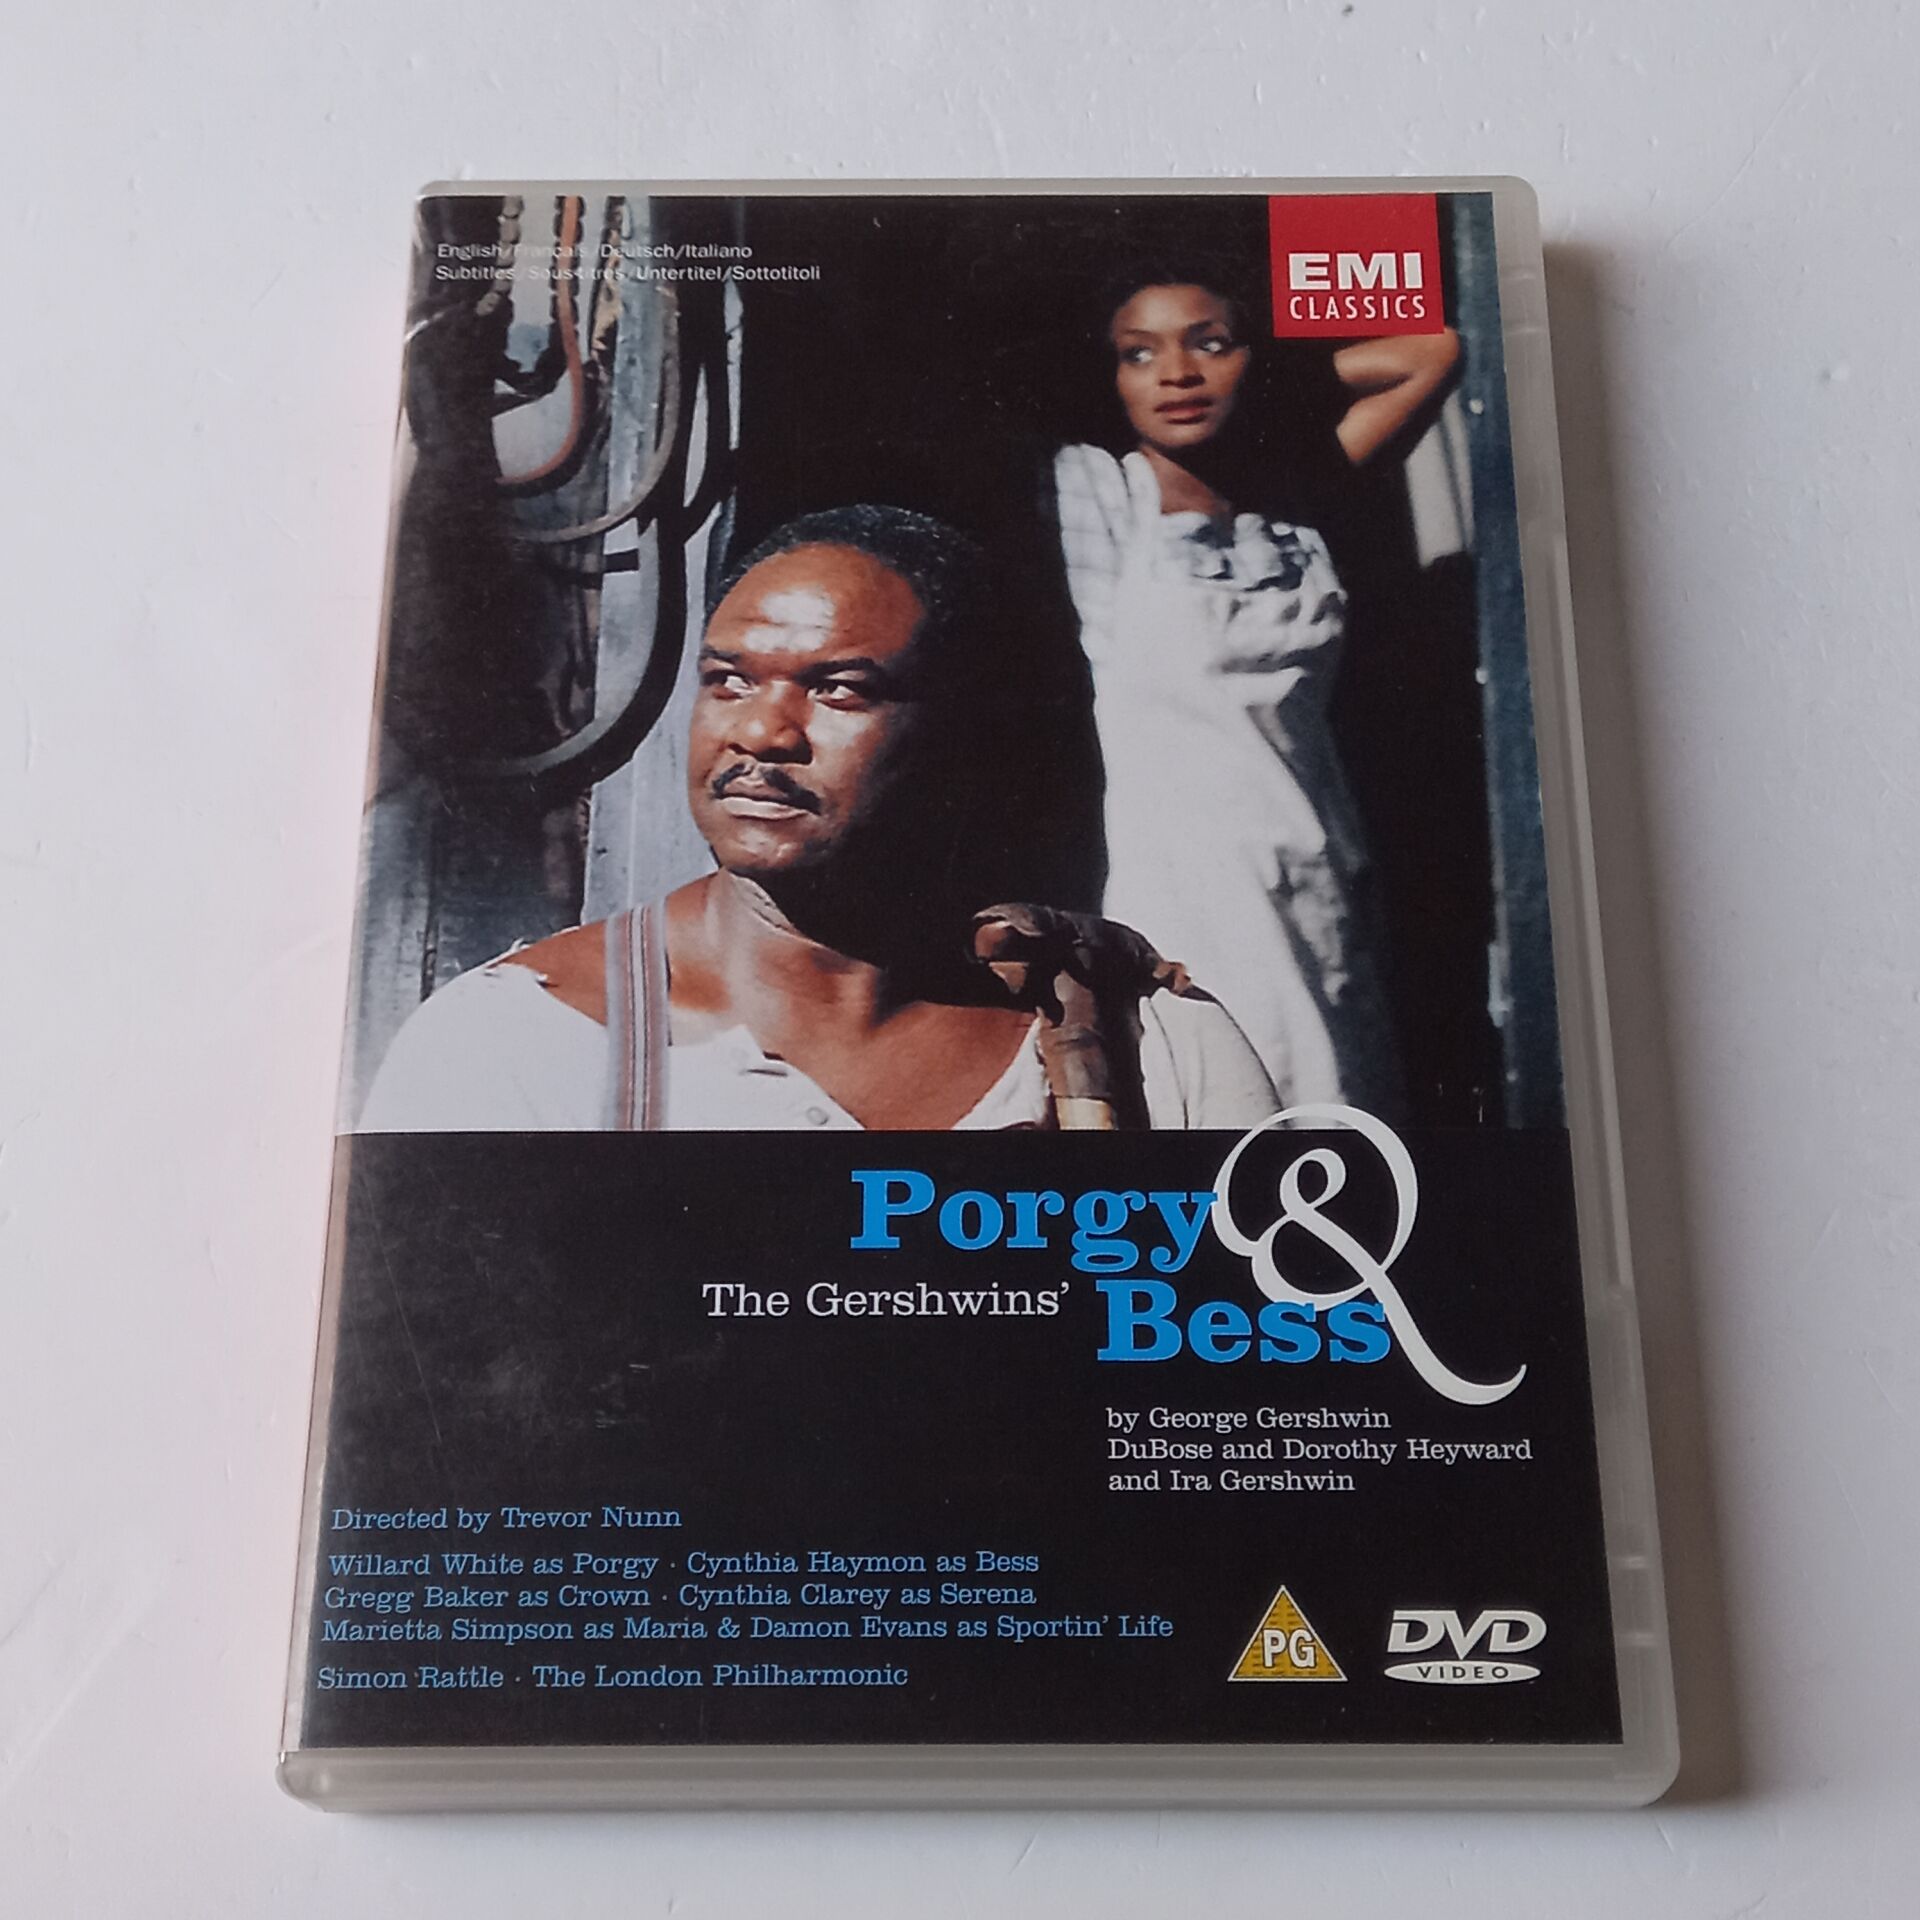 English/Français/Deutsch/Italiano
Subtitles/Sous-titres/Untertitel/Sottotitoli
EMI
CLASSICS
Porgy &
The Gershwins' Bess
by George Gershwin
DuBose and Dorothy Heyward
and Ira Gershwin
Directed by Trevor Nunn
Willard White as Porgy · Cynthia Haymon as Bess
Gregg Baker as Crown · Cynthia Clarey as Serena
Marietta Simpson as Maria & Damon Evans as Sportin' Life
Simon Rattle · The London Philharmonic
PG
DVD
VIDEO